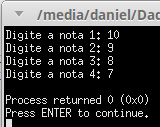 /media/daniel/Dad
Digite a nota 1: 10
Digite a nota 2: 9
Digite a nota 3: 8
Digite a nota 4: 7
Process returned 0 (0x0)
Press ENTER to continue.